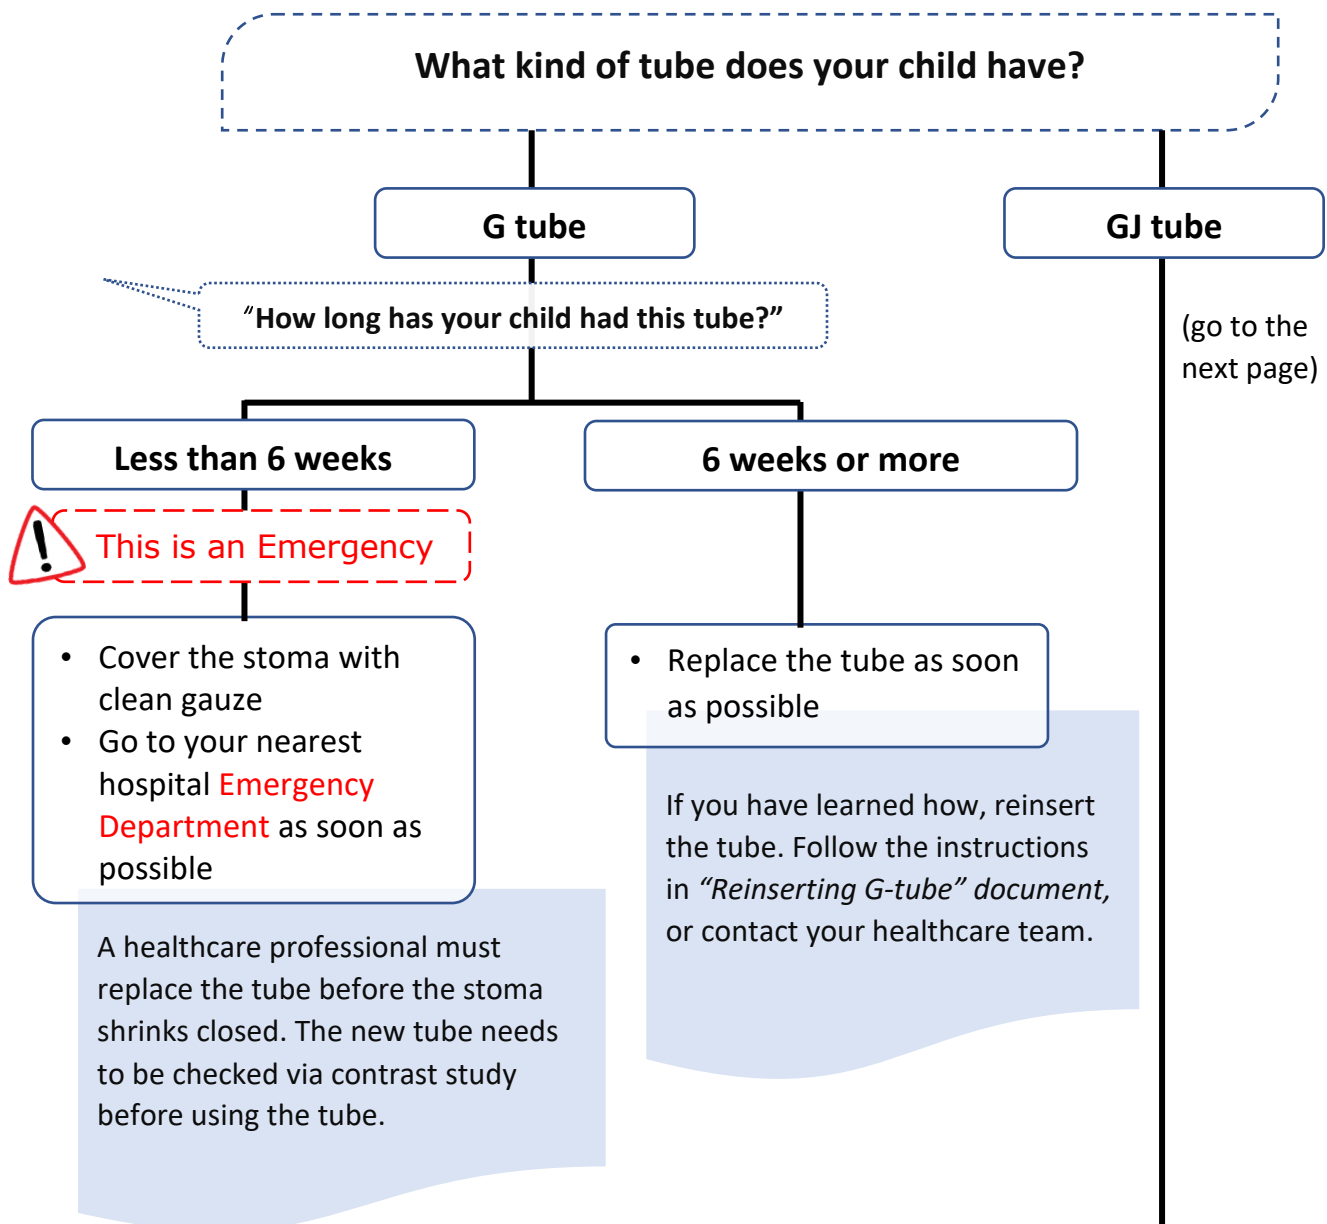 What kind of tube does your child have?
G tube
GJ tube
“How long has your child had this tube?”
(go to the
next page)
Less than 6 weeks
6 weeks or more
This is an Emergency
• Cover the stoma with
clean gauze
• Go to your nearest
hospital Emergency
Department as soon as
possible
A healthcare professional must
replace the tube before the stoma
shrinks closed. The new tube needs
to be checked via contrast study
before using the tube.
• Replace the tube as soon
as possible
If you have learned how, reinsert
the tube. Follow the instructions
in “Reinserting G-tube” document,
or contact your healthcare team.